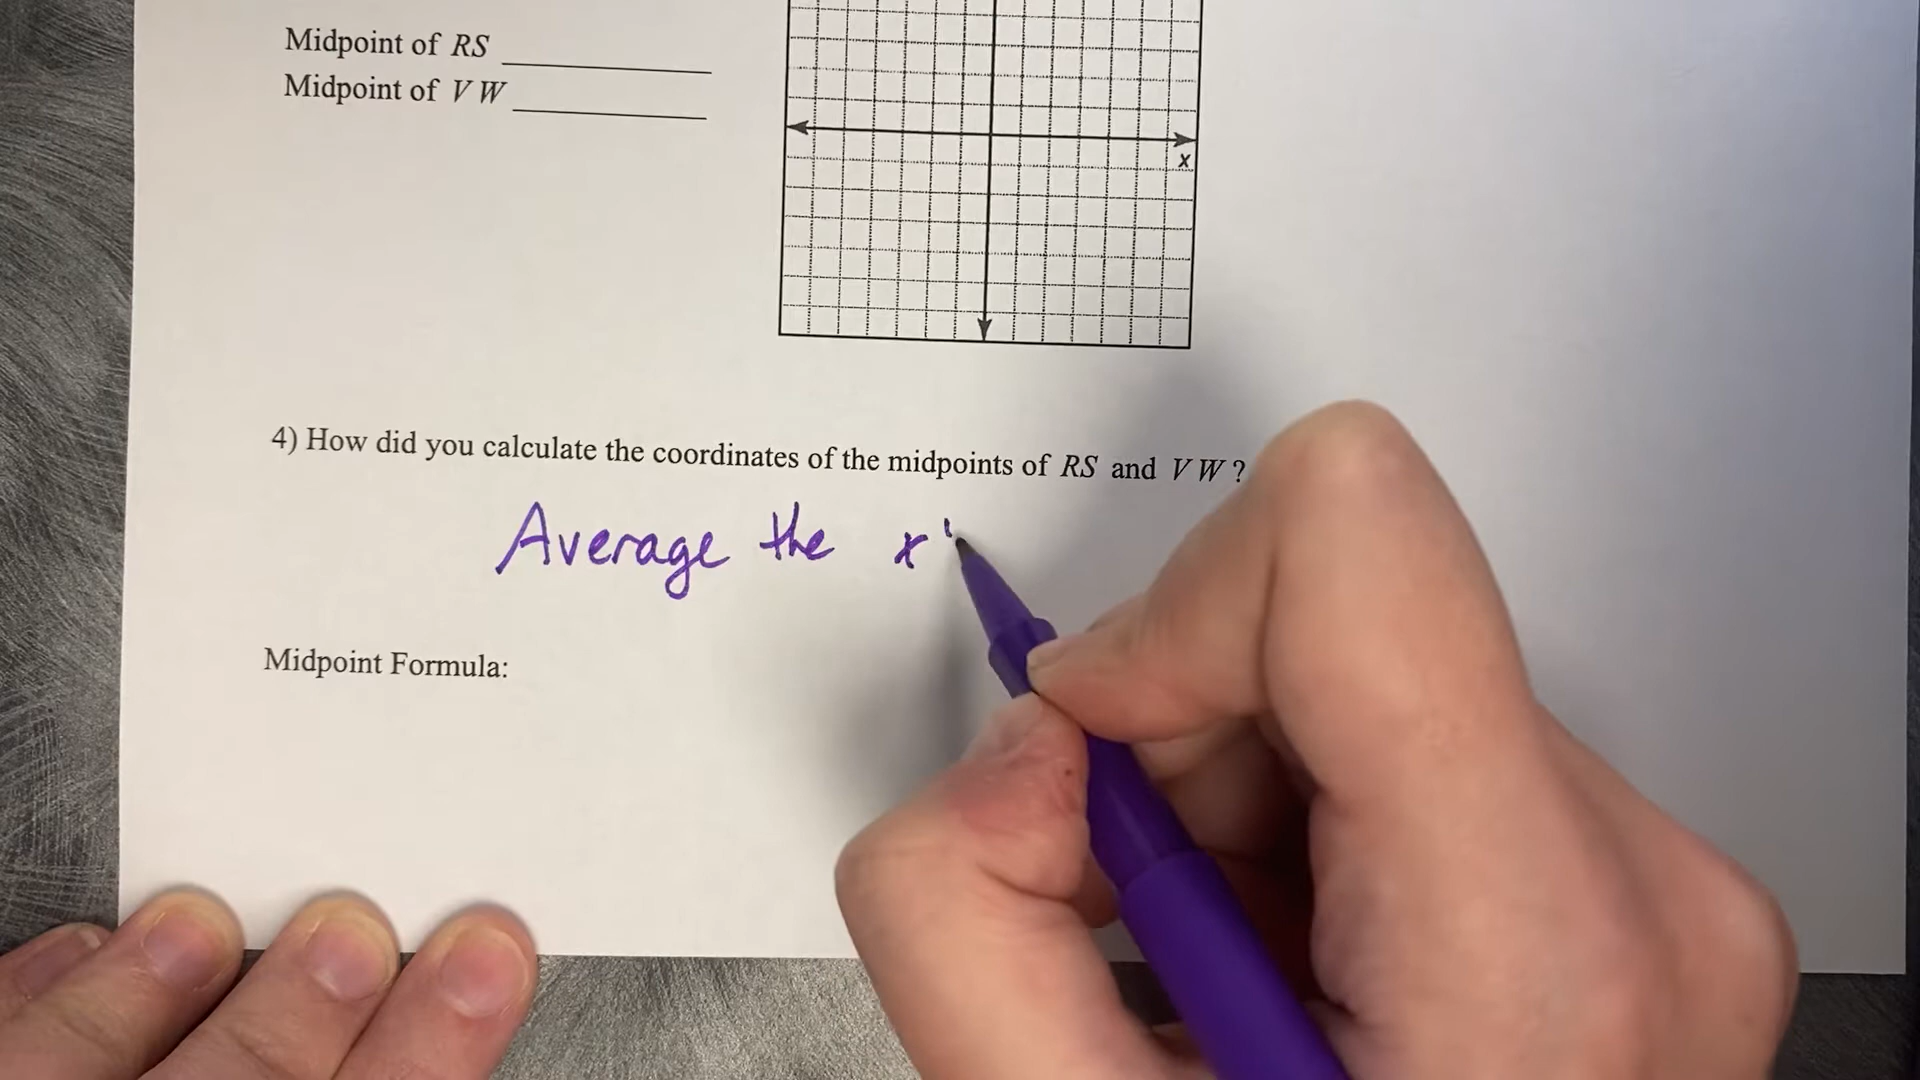 Midpoint of RS
Midpoint of VW
x
4) How did you calculate the coordinates of the midpoints of RS and VW?
Average the x'
Midpoint Formula: